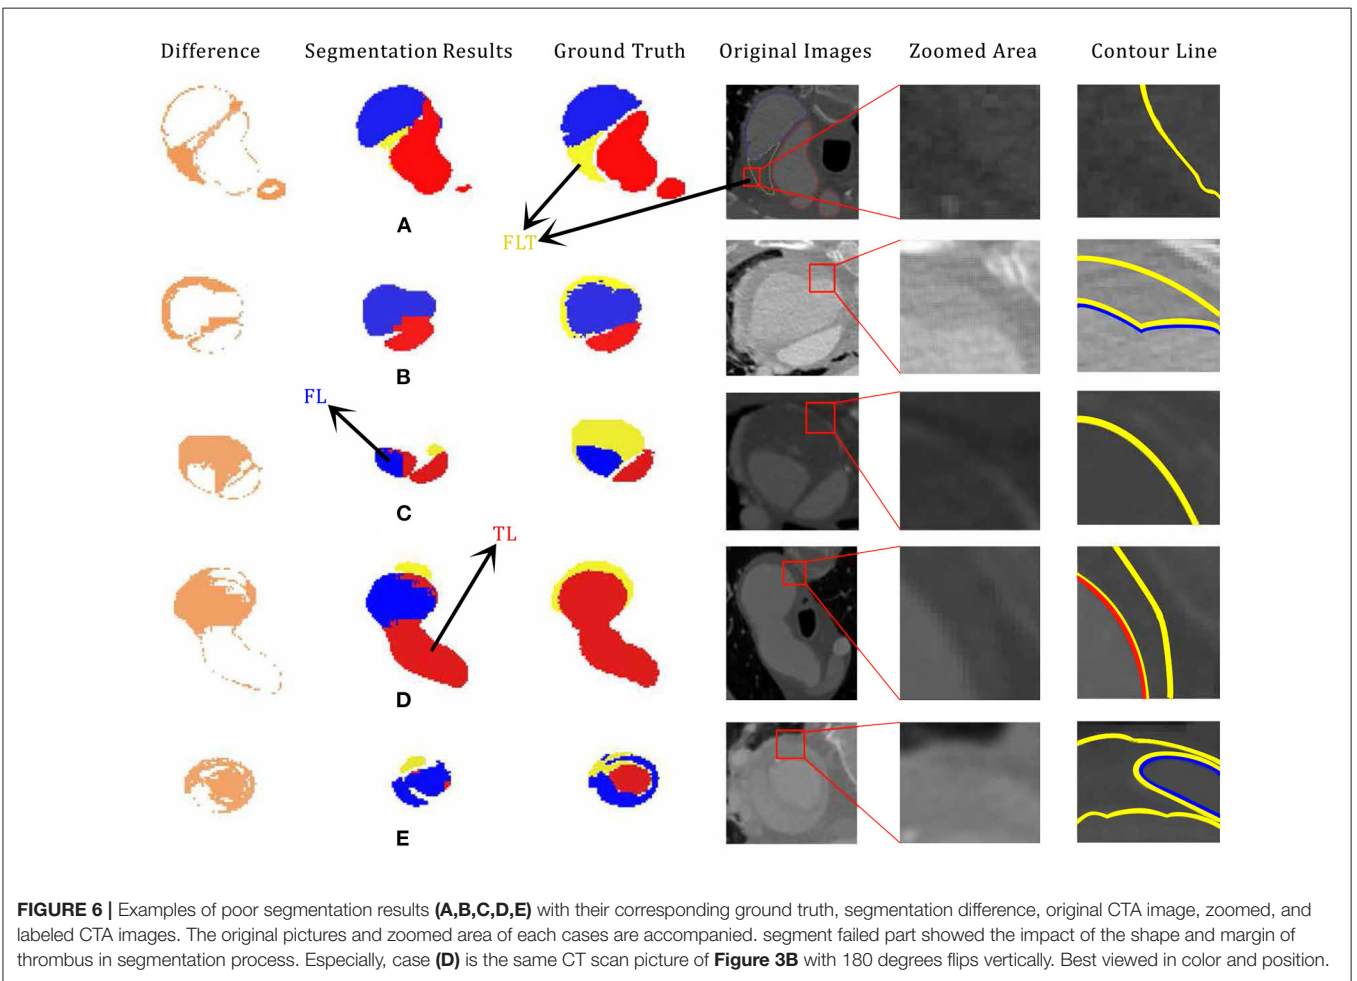 Difference Segmentation Results Ground Truth Original Images Zoomed Area Contour Line
A
FLT
B
FL
C
TL
D
E
FIGURE 6 | Examples of poor segmentation results (A,B,C,D,E) with their corresponding ground truth, segmentation difference, original CTA image, zoomed, and
labeled CTA images. The original pictures and zoomed area of each cases are accompanied. segment failed part showed the impact of the shape and margin of
thrombus in segmentation process. Especially, case (D) is the same CT scan picture of Figure 3B with 180 degrees flips vertically. Best viewed in color and position.